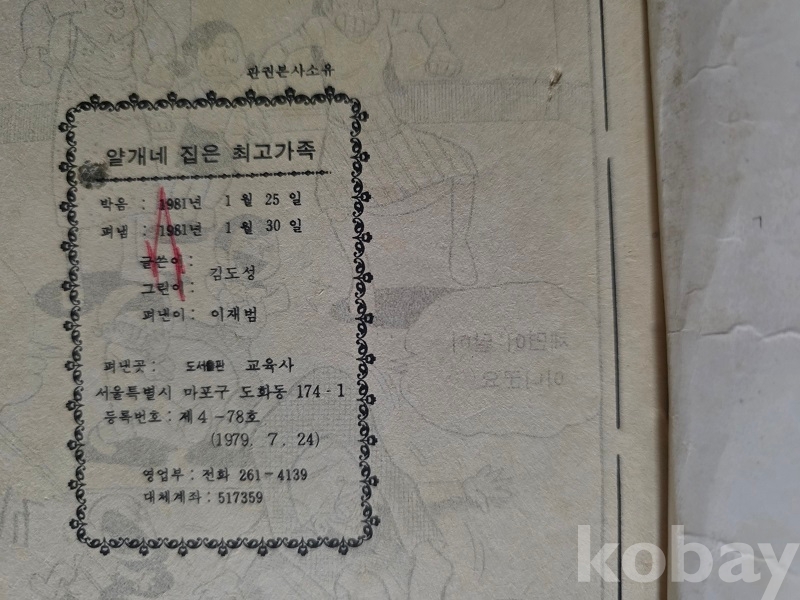 판권본사소유
얄개네 집은 최고가족
박음 : 1981년 1월 25일
펴냄 : 1981년 1월 30일
글쓴이 :
김도성
그린이 :
펴낸이 : 이재범
펴낸곳 : 도서출판 교육사
서울특별시 마포구 도화동 174-1
등록번호 : 제4-78호
(1979. 7. 24)
영업부 : 전화 261-4139
대체계좌 : 517359
kobay